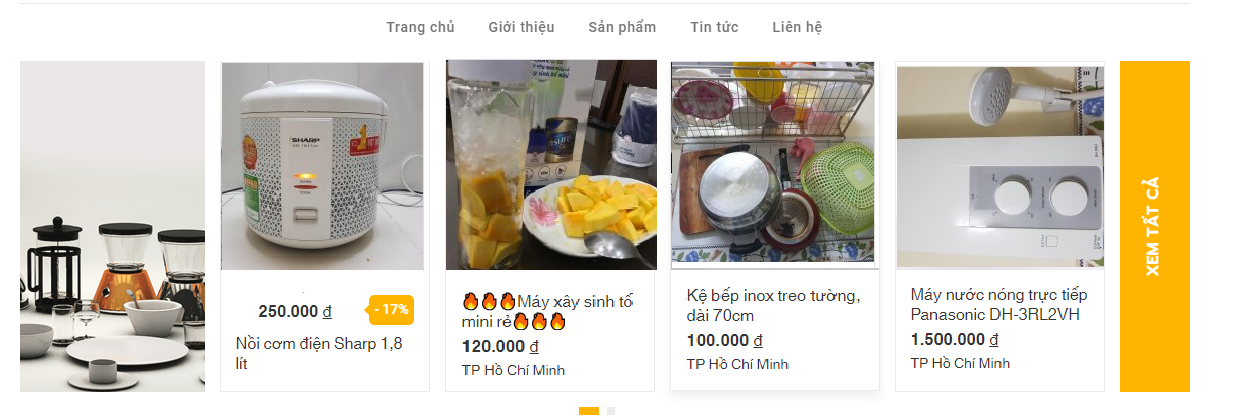 Trang chủ
Giới thiệu
Sản phẩm
Tin tức
Liên hệ
SHARP
250.000 ₫
- 17%
Nồi cơm điện Sharp 1,8
lít
🔥🔥🔥Máy xây sinh tố
mini rẻ🔥🔥🔥
120.000 ₫
TP Hồ Chí Minh
Kệ bếp inox treo tường,
dài 70cm
100.000 ₫
TP Hồ Chí Minh
Máy nước nóng trực tiếp
Panasonic DH-3RL2VH
1.500.000 ₫
TP Hồ Chí Minh
XEM TẤT CẢ